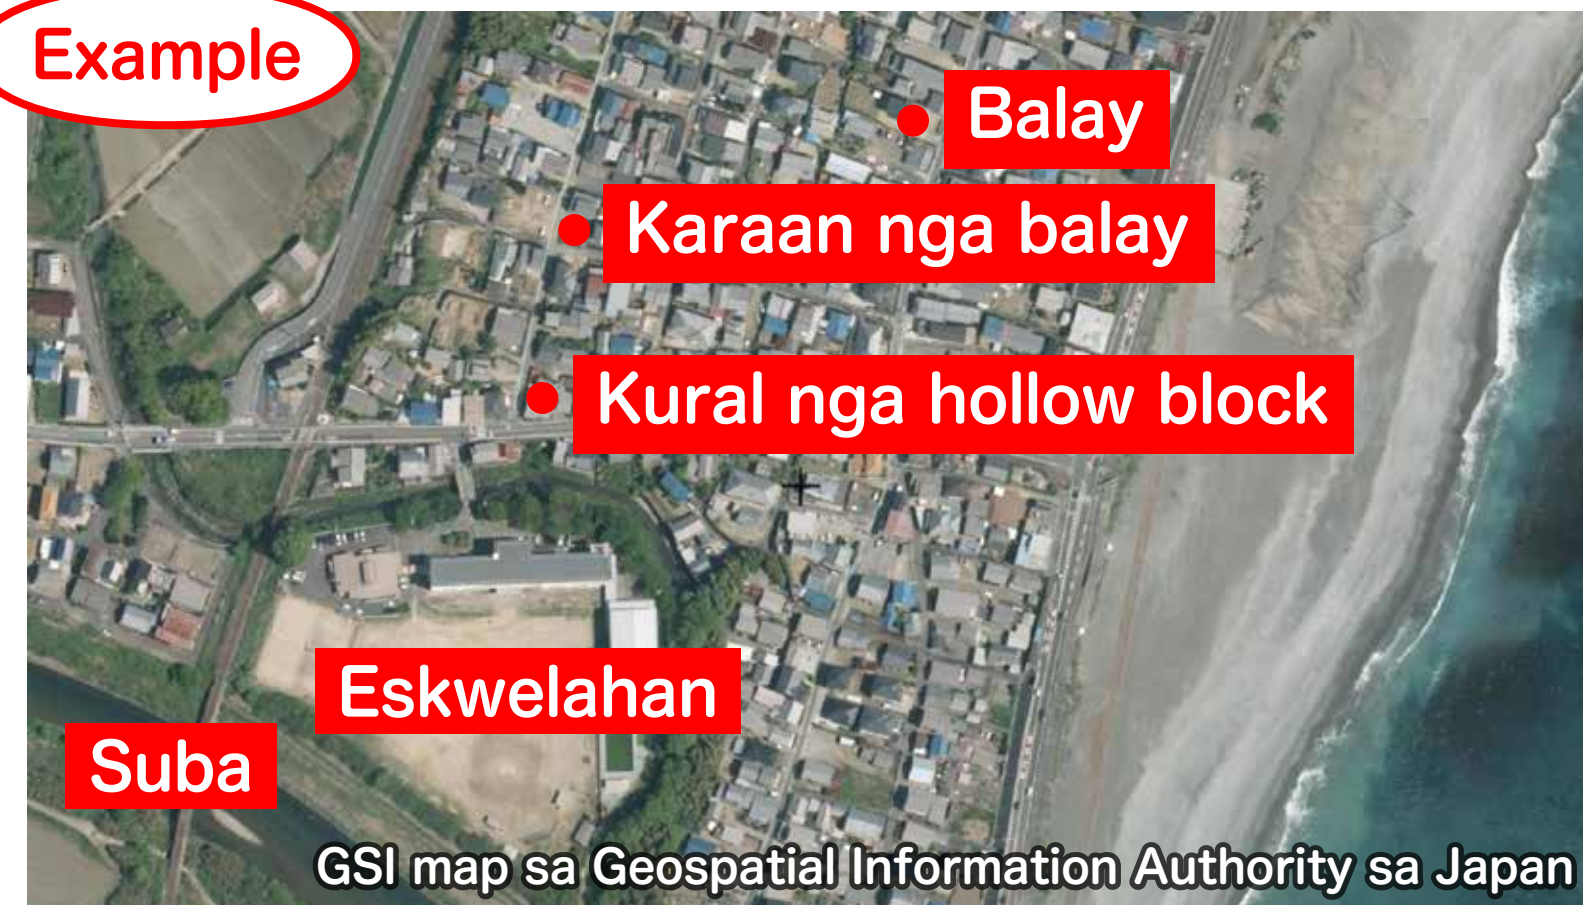 Example
Balay
Karaan nga balay
Kural nga hollow block
Eskwelahan
Suba
GSI map sa Geospatial Information Authority sa Japan